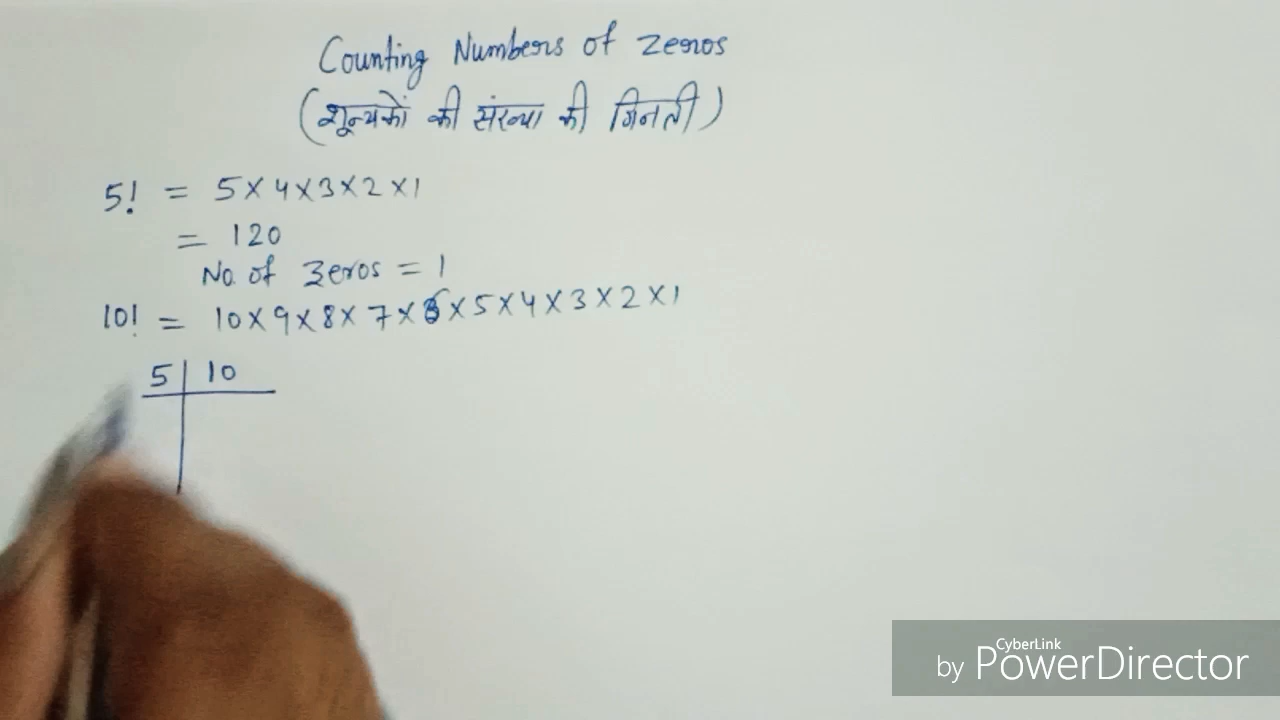 Counting Numbers of zeros
(शून्यकों की संख्या की गिनती)
5! = 5 × 4 × 3 × 2 × 1
= 120
No. of zeros = 1
10! = 10 × 9 × 8 × 7 × 6 × 5 × 4 × 3 × 2 × 1
5 | 10
CyberLink
by PowerDirector